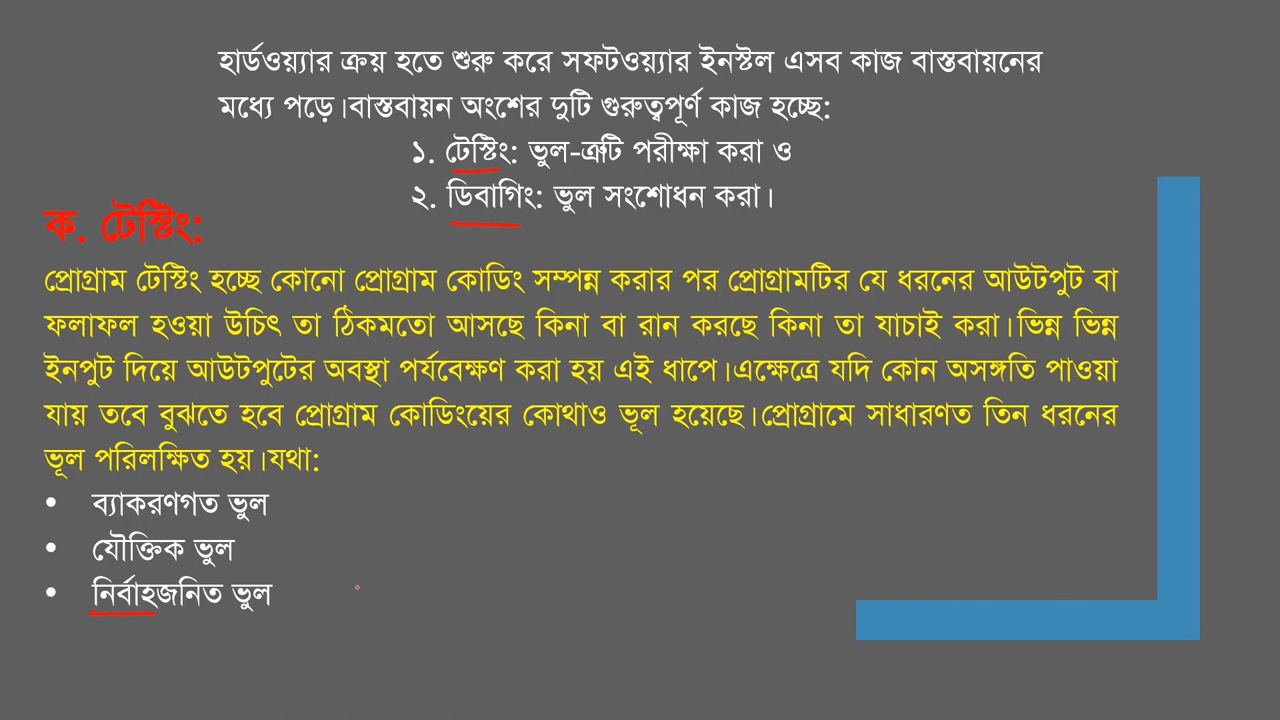 হার্ডওয়্যার ক্রয় হতে শুরু করে সফটওয়্যার ইনস্টল এসব কাজ বাস্তবায়নের
মধ্যে পড়ে।বাস্তবায়ন অংশের দুটি গুরুত্বপূর্ণ কাজ হচ্ছে:
১. টেস্টিং: ভুল-ত্রুটি পরীক্ষা করা ও
২. ডিবাগিং: ভুল সংশোধন করা।
ক. টেস্টিং:
প্রোগ্রাম টেস্টিং হচ্ছে কোনো প্রোগ্রাম কোডিং সম্পন্ন করার পর প্রোগ্রামটির যে ধরনের আউটপুট বা
ফলাফল হওয়া উচিৎ তা ঠিকমতো আসছে কিনা বা রান করছে কিনা তা যাচাই করা।ভিন্ন ভিন্ন
ইনপুট দিয়ে আউটপুটের অবস্থা পর্যবেক্ষণ করা হয় এই ধাপে।এক্ষেত্রে যদি কোন অসঙ্গতি পাওয়া
যায় তবে বুঝতে হবে প্রোগ্রাম কোডিংয়ের কোথাও ভূল হয়েছে।প্রোগ্রামে সাধারণত তিন ধরনের
ভূল পরিলক্ষিত হয়।যথা:
• ব্যাকরণগত ভুল
• যৌক্তিক ভুল
• নির্বাহজনিত ভুল